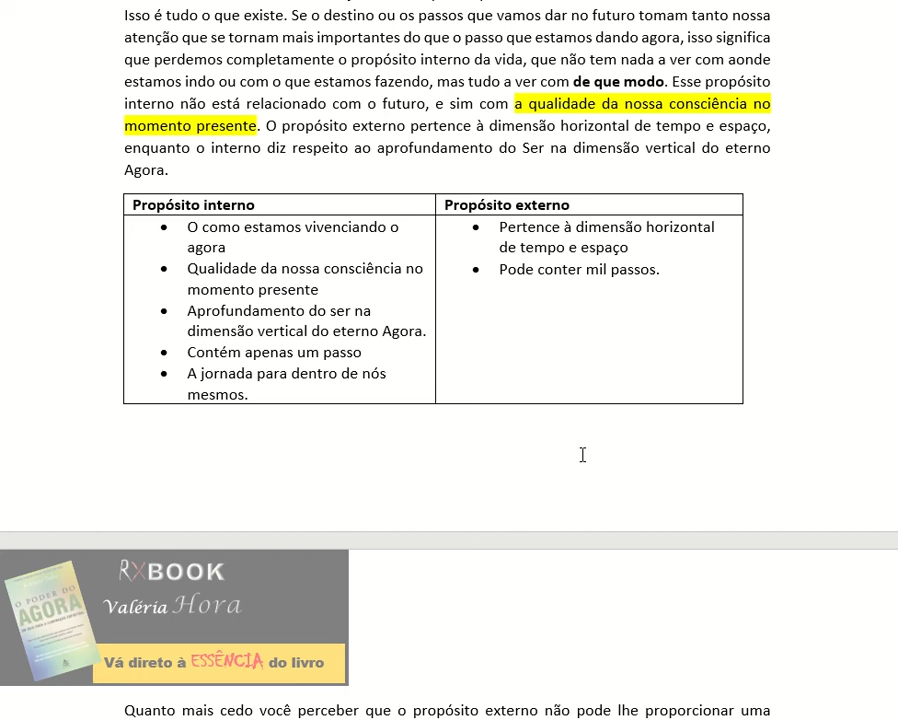 Isso é tudo o que existe. Se o destino ou os passos que vamos dar no futuro tomam tanto nossa
atenção que se tornam mais importantes do que o passo que estamos dando agora, isso significa
que perdemos completamente o propósito interno da vida, que não tem nada a ver com aonde
estamos indo ou com o que estamos fazendo, mas tudo a ver com de que modo. Esse propósito
interno não está relacionado com o futuro, e sim com a qualidade da nossa consciência no
momento presente. O propósito externo pertence à dimensão horizontal de tempo e espaço,
enquanto o interno diz respeito ao aprofundamento do Ser na dimensão vertical do eterno
Agora.
Propósito interno
• O como estamos vivenciando o
agora
• Qualidade da nossa consciência no
momento presente
• Aprofundamento do ser na
dimensão vertical do eterno Agora.
• Contém apenas um passo
• A jornada para dentro de nós
mesmos.
Propósito externo
• Pertence à dimensão horizontal
de tempo e espaço
• Pode conter mil passos.
RXBOOK
Valéria Hora
O PODER DO
AGORA
Vá direto à ESSÊNCIA do livro
Quanto mais cedo você perceber que o propósito externo não pode lhe proporcionar uma